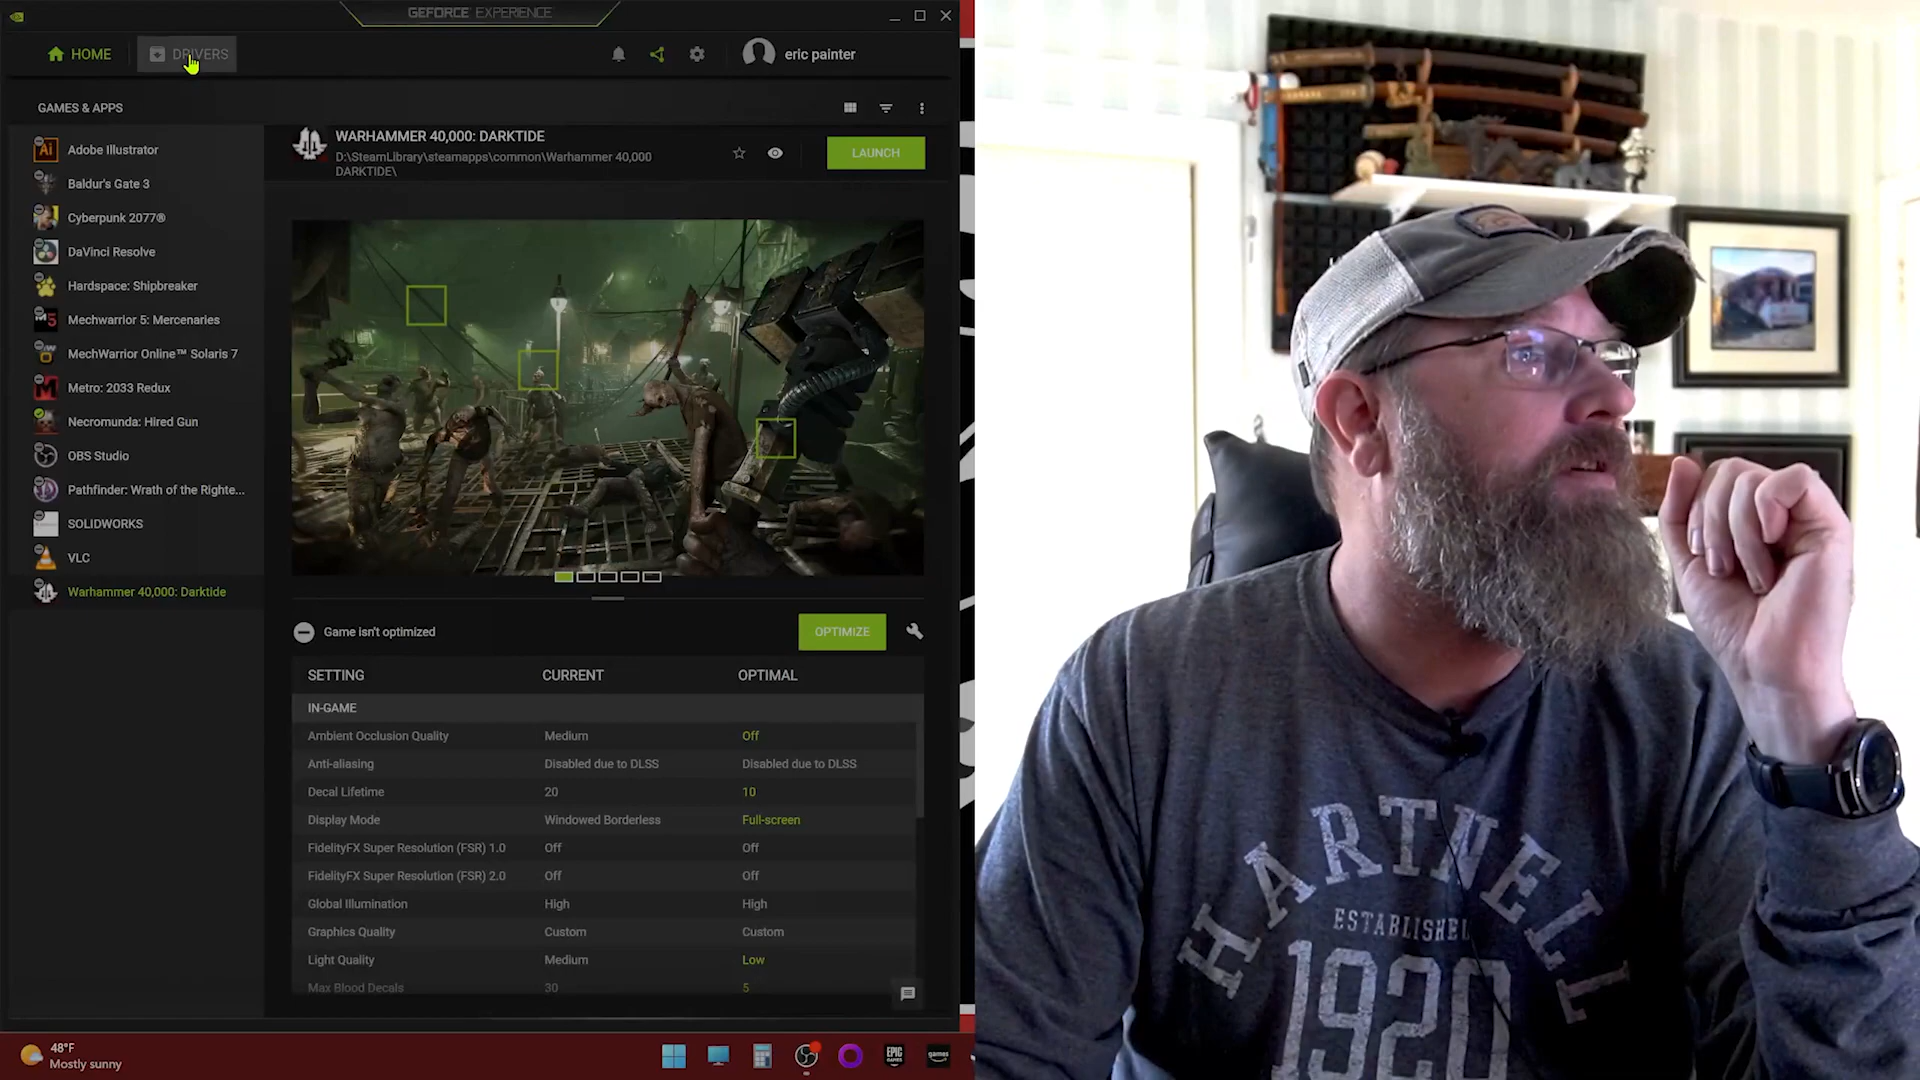 GEFORCE EXPERIENCE
HOME
DRIVERS
eric painter
GAMES & APPS
Adobe Illustrator
Baldur's Gate 3
Cyberpunk 2077®
DaVinci Resolve
Hardspace: Shipbreaker
Mechwarrior 5: Mercenaries
MechWarrior Online™ Solaris 7
Metro: 2033 Redux
Necromunda: Hired Gun
OBS Studio
Pathfinder: Wrath of the Righte...
SOLIDWORKS
VLC
Warhammer 40,000: Darktide
WARHAMMER 40,000: DARKTIDE
D:\SteamLibrary\steamapps\common\Warhammer 40,000
DARKTIDE\
LAUNCH
Game isn't optimized
OPTIMIZE
SETTING CURRENT OPTIMAL
IN-GAME
Ambient Occlusion Quality Medium Off
Anti-aliasing Disabled due to DLSS Disabled due to DLSS
Decal Lifetime 20 10
Display Mode Windowed Borderless Full-screen
FidelityFX Super Resolution (FSR) 1.0 Off Off
FidelityFX Super Resolution (FSR) 2.0 Off Off
Global Illumination High High
Graphics Quality Custom Custom
Light Quality Medium Low
Max Blood Decals 30 5
48°F
Mostly sunny
Ai
M5
EPIC
GAMES
games
HARTNELL
ESTABLISHED
1920